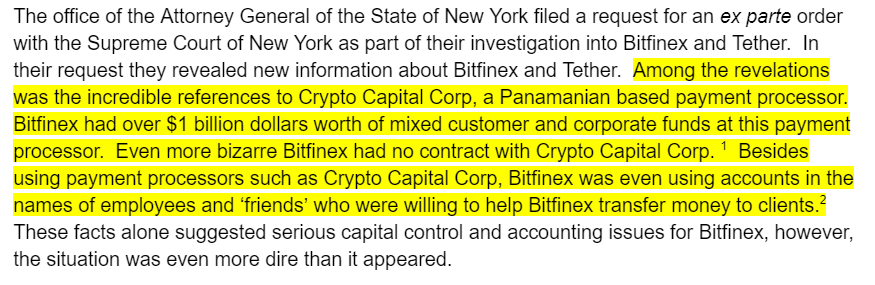 The office of the Attorney General of the State of New York filed a request for an ex parte order
with the Supreme Court of New York as part of their investigation into Bitfinex and Tether.  In
their request they revealed new information about Bitfinex and Tether.  Among the revelations
was the incredible references to Crypto Capital Corp, a Panamanian based payment processor.
Bitfinex had over $1 billion dollars worth of mixed customer and corporate funds at this payment
processor.  Even more bizarre Bitfinex had no contract with Crypto Capital Corp. ¹  Besides
using payment processors such as Crypto Capital Corp, Bitfinex was even using accounts in the
names of employees and ‘friends’ who were willing to help Bitfinex transfer money to clients.²
These facts alone suggested serious capital control and accounting issues for Bitfinex, however,
the situation was even more dire than it appeared.